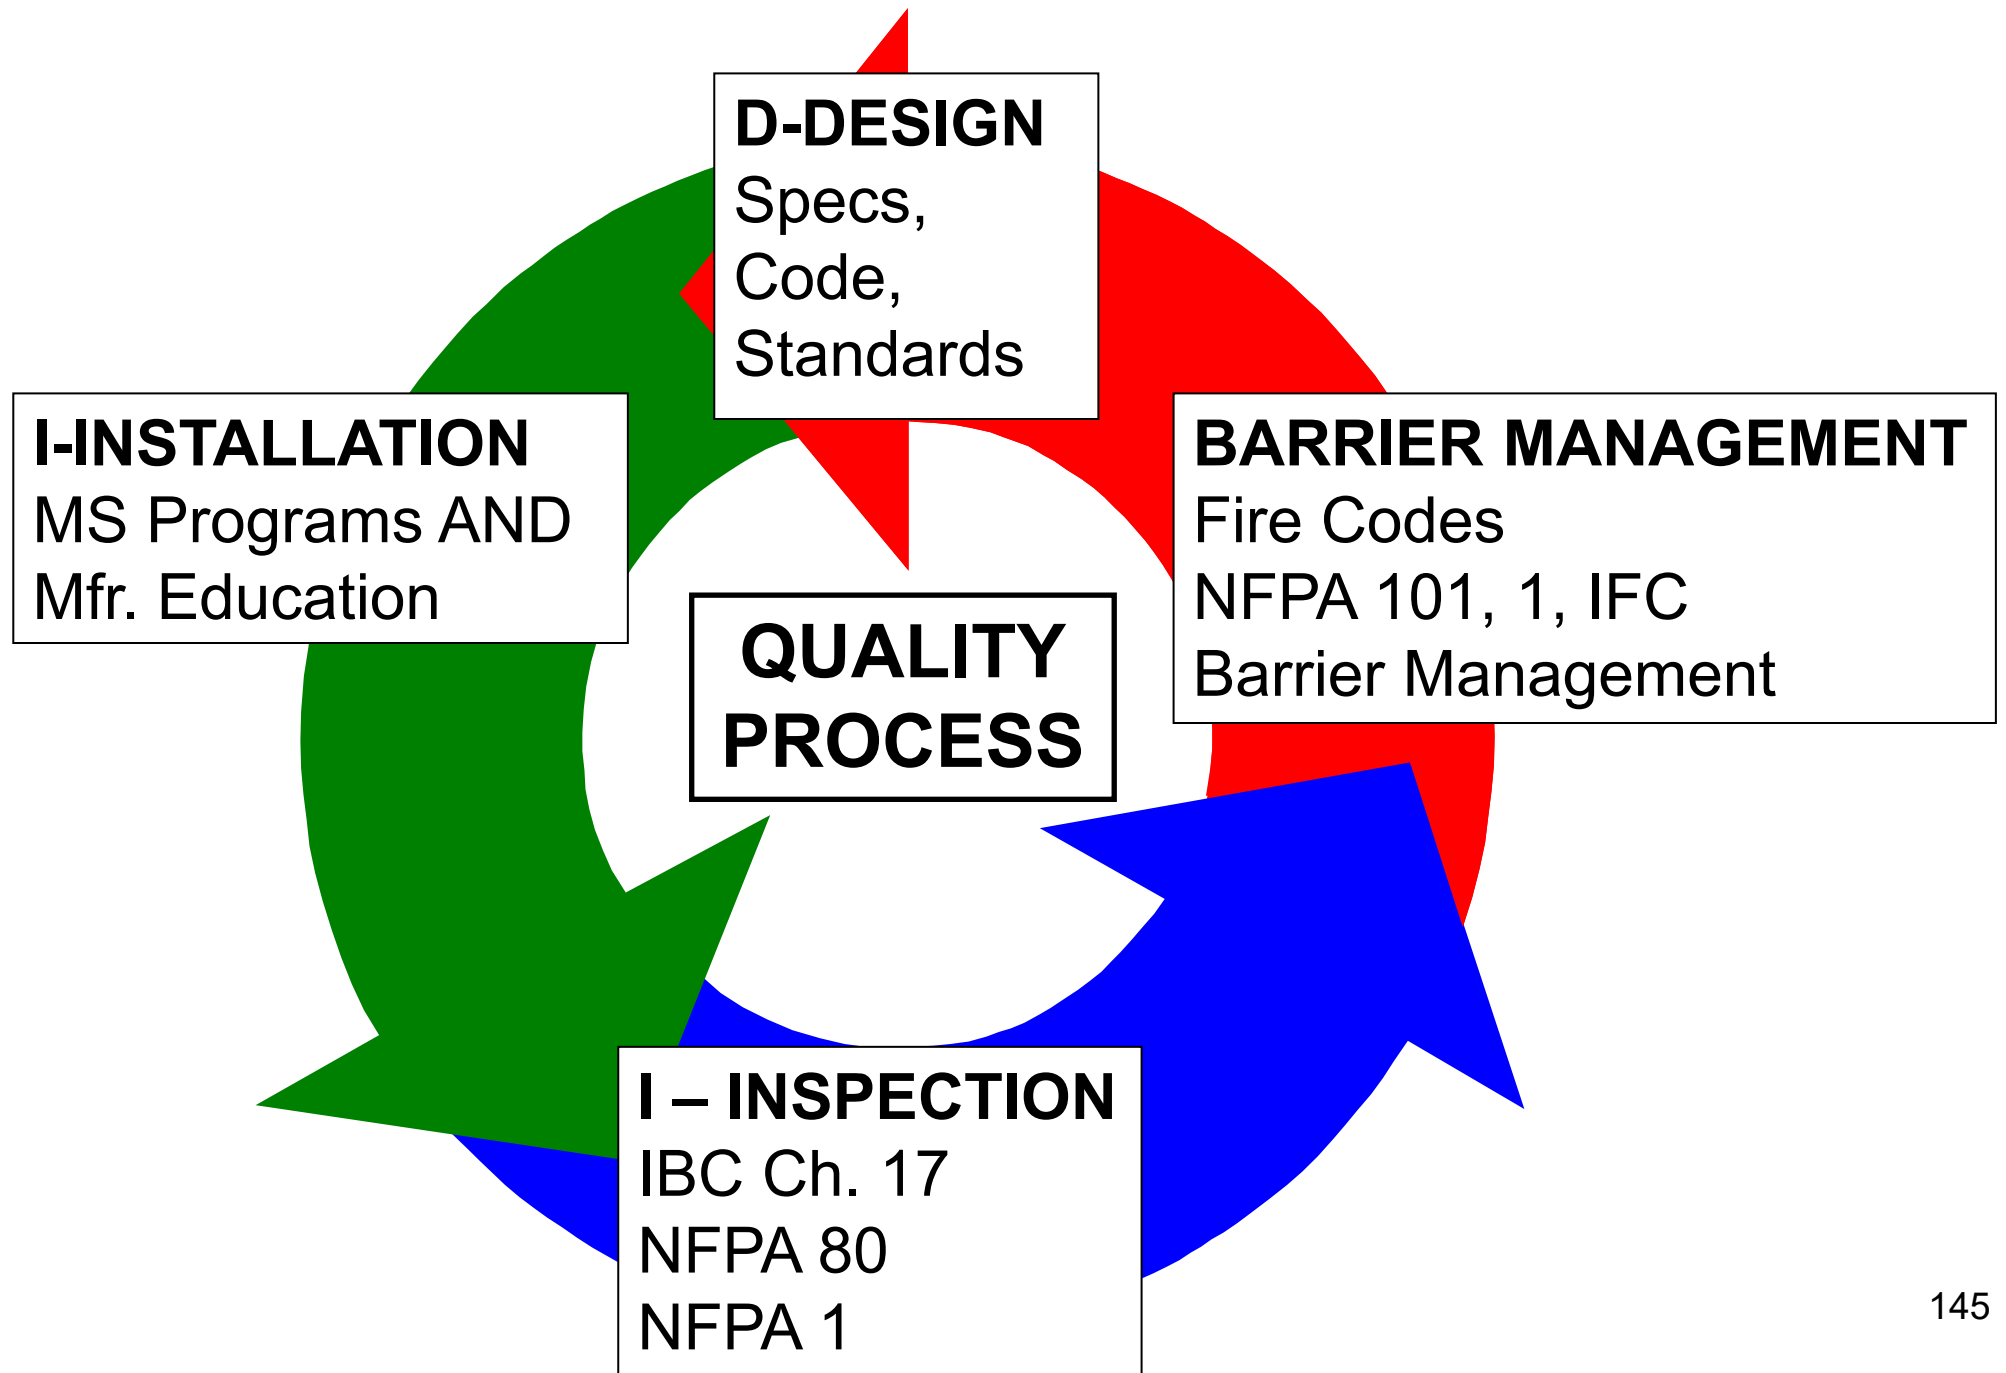 D-DESIGN
Specs,
Code,
Standards
I-INSTALLATION
MS Programs AND
Mfr. Education
BARRIER MANAGEMENT
Fire Codes
NFPA 101, 1, IFC
Barrier Management
QUALITY
PROCESS
I – INSPECTION
IBC Ch. 17
NFPA 80
NFPA 1
145